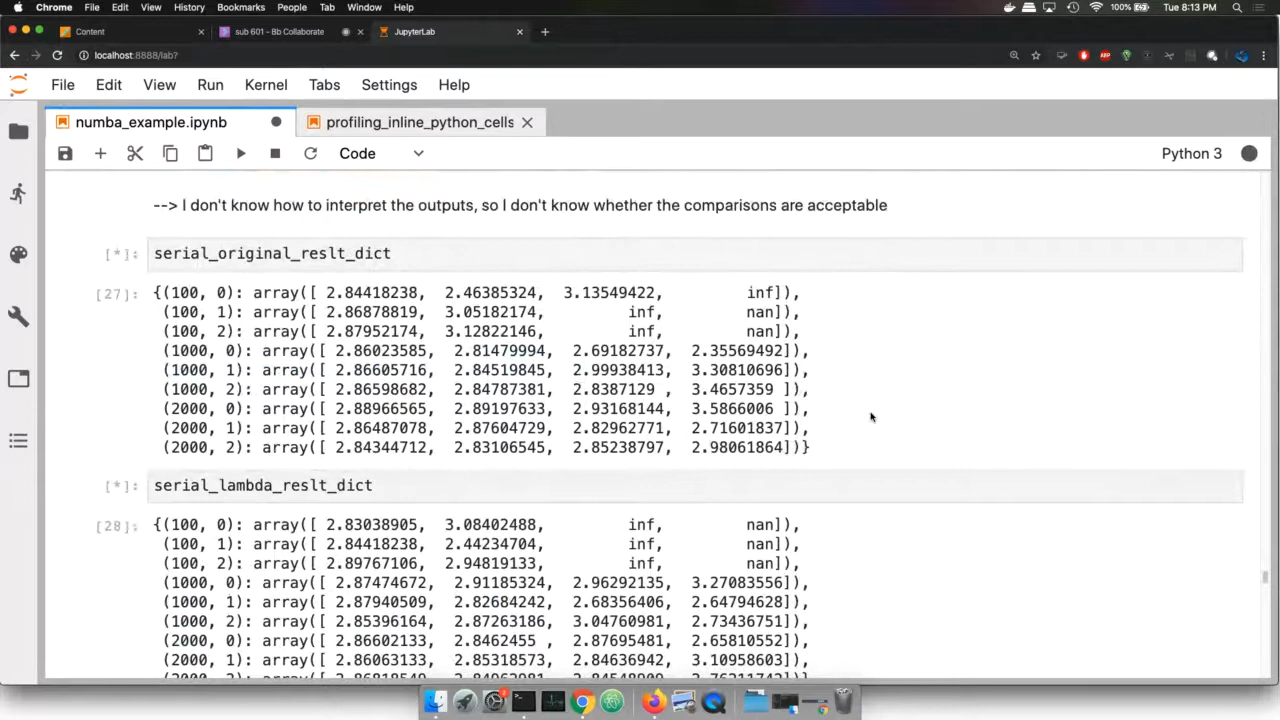 Chrome File Edit View History Bookmarks People Tab Window Help 100% Tue 8:13 PM
Content sub 601 - Bb Collaborate JupyterLab
localhost:8888/lab?
File Edit View Run Kernel Tabs Settings Help
numba_example.ipynb profiling_inline_python_cells
Code Python 3
--> I don't know how to interpret the outputs, so I don't know whether the comparisons are acceptable
[*]: serial_original_reslt_dict
[27]: {(100, 0): array([ 2.84418238, 2.46385324, 3.13549422, inf]),
(100, 1): array([ 2.86878819, 3.05182174, inf, nan]),
(100, 2): array([ 2.87952174, 3.12822146, inf, nan]),
(1000, 0): array([ 2.86023585, 2.81479994, 2.69182737, 2.35569492]),
(1000, 1): array([ 2.86605716, 2.84519845, 2.99938413, 3.30810696]),
(1000, 2): array([ 2.86598682, 2.84787381, 2.8387129 , 3.4657359 ]),
(2000, 0): array([ 2.88966565, 2.89197633, 2.93168144, 3.5866006 ]),
(2000, 1): array([ 2.86487078, 2.87604729, 2.82962771, 2.71601837]),
(2000, 2): array([ 2.84344712, 2.83106545, 2.85238797, 2.98061864])}
[*]: serial_lambda_reslt_dict
[28]: {(100, 0): array([ 2.83038905, 3.08402488, inf, nan]),
(100, 1): array([ 2.84418238, 2.44234704, inf, nan]),
(100, 2): array([ 2.89767106, 2.94819133, inf, nan]),
(1000, 0): array([ 2.87474672, 2.91185324, 2.96292135, 3.27083556]),
(1000, 1): array([ 2.87940509, 2.82684242, 2.68356406, 2.64794628]),
(1000, 2): array([ 2.85396164, 2.87263186, 3.04760981, 2.73436751]),
(2000, 0): array([ 2.86602133, 2.8462455 , 2.87695481, 2.65810552]),
(2000, 1): array([ 2.86063133, 2.85318573, 2.84636942, 3.10958603]),